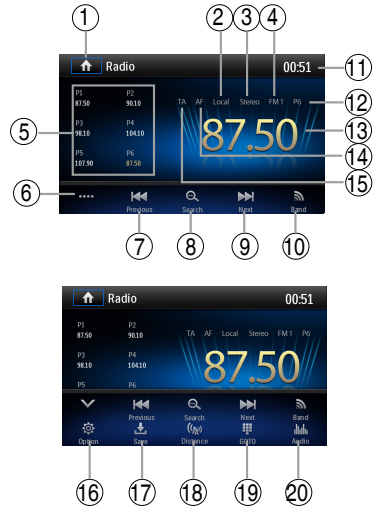 1 2 3 4
Radio 00:51 11
P1 P2
87.50 90.10
TA AF Local Stereo FM 1 P6 12
5 P3 P4
98.10 104.10
87.50 13
P5 P6
107.90 87.50
14
15
6
Previous Search Next Band
7 8 9 10
Radio 00:51
P1 P2
87.50 90.10
TA AF Local Stereo FM 1 P6
P3 P4
98.10 104.10
87.50
P5 P6
Previous Search Next Band
Option Save Distance GOTO Audio
16 17 18 19 20